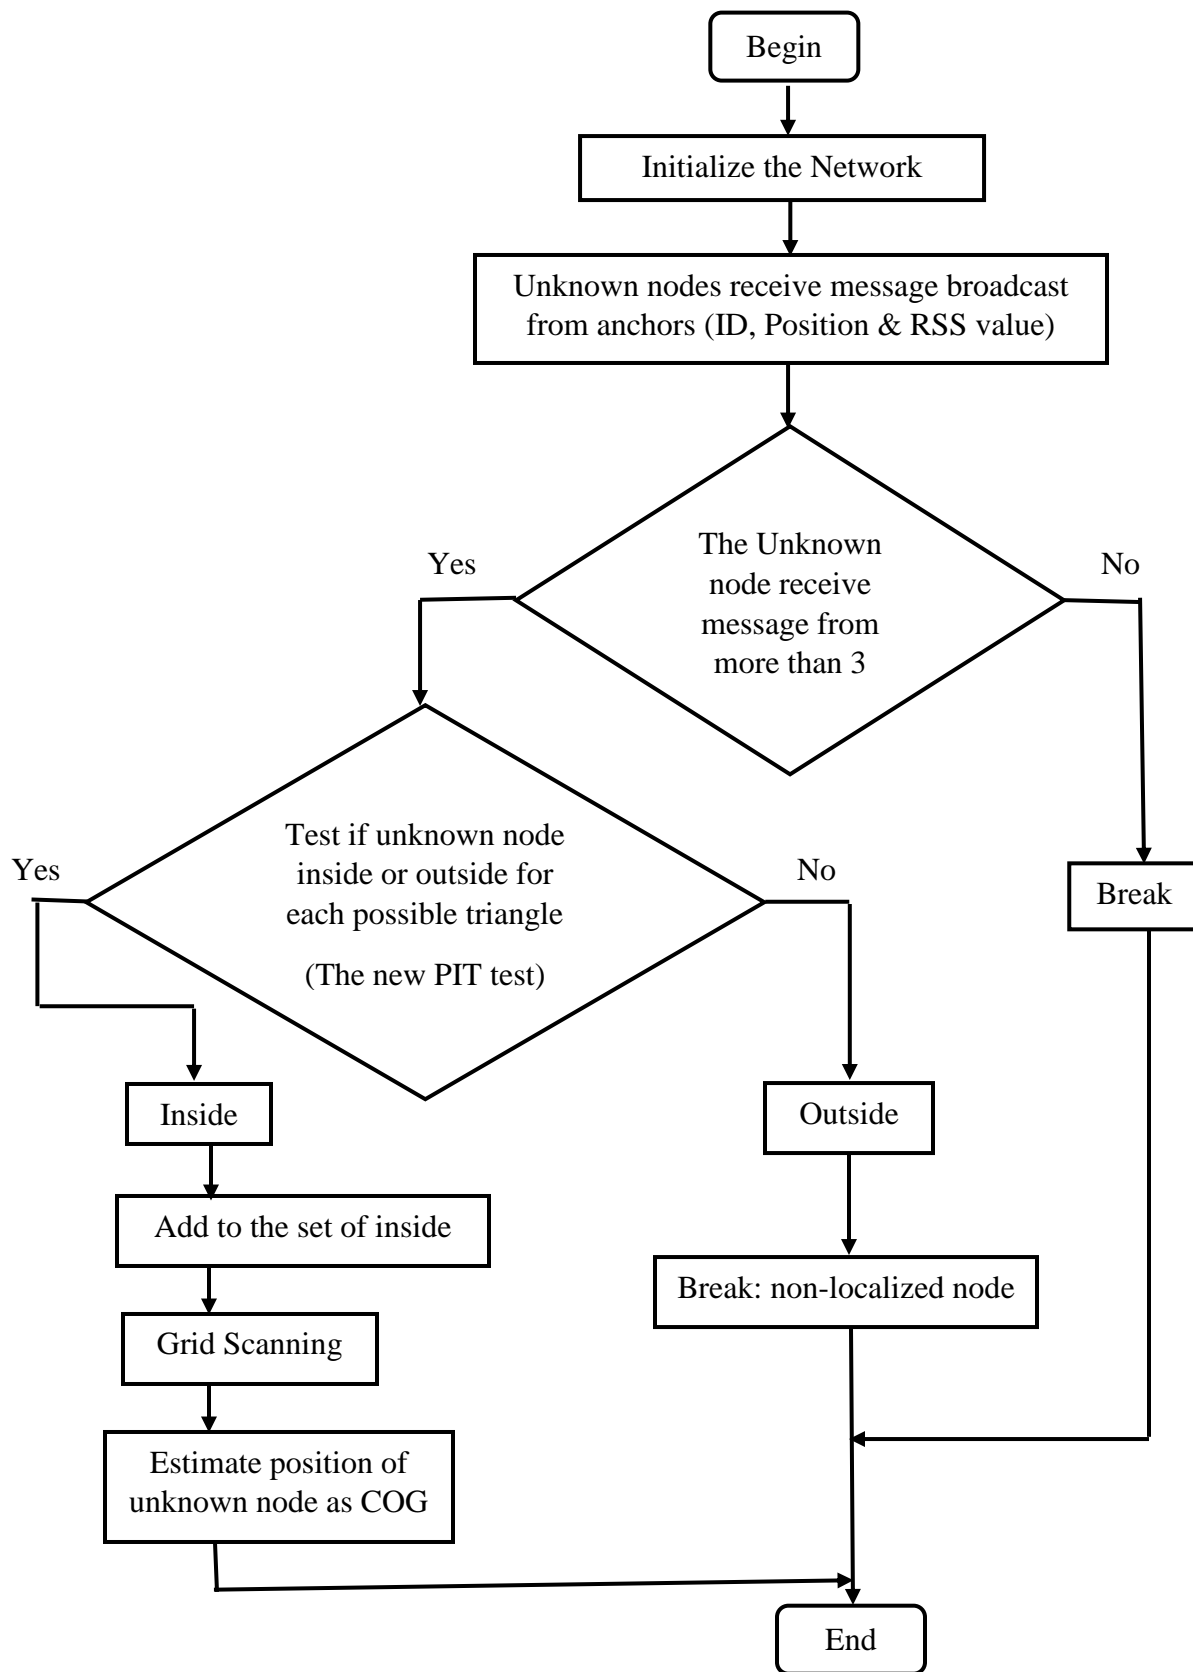 Begin
Initialize the Network
Unknown nodes receive message broadcast
from anchors (ID, Position & RSS value)
The Unknown
node receive
message from
more than 3
Yes
No
Test if unknown node
inside or outside for
each possible triangle
(The new PIT test)
Yes
No
Break
Inside
Outside
Add to the set of inside
Break: non-localized node
Grid Scanning
Estimate position of
unknown node as COG
End